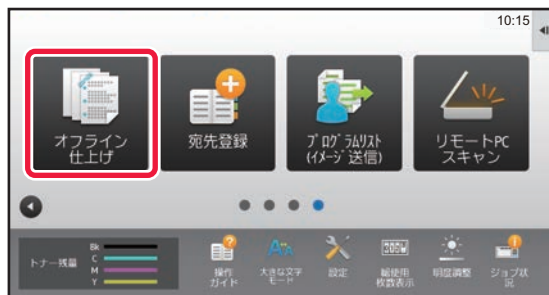 10:15
オフライン
仕上げ
宛先登録
プログラムリスト
(イメージ送信)
リモートPC
スキャン
トナー残量
Bk
C
M
Y
操作
ガイド
大きな文字
モード
設定
総使用
枚数表示
明度調整
ジョブ状
況